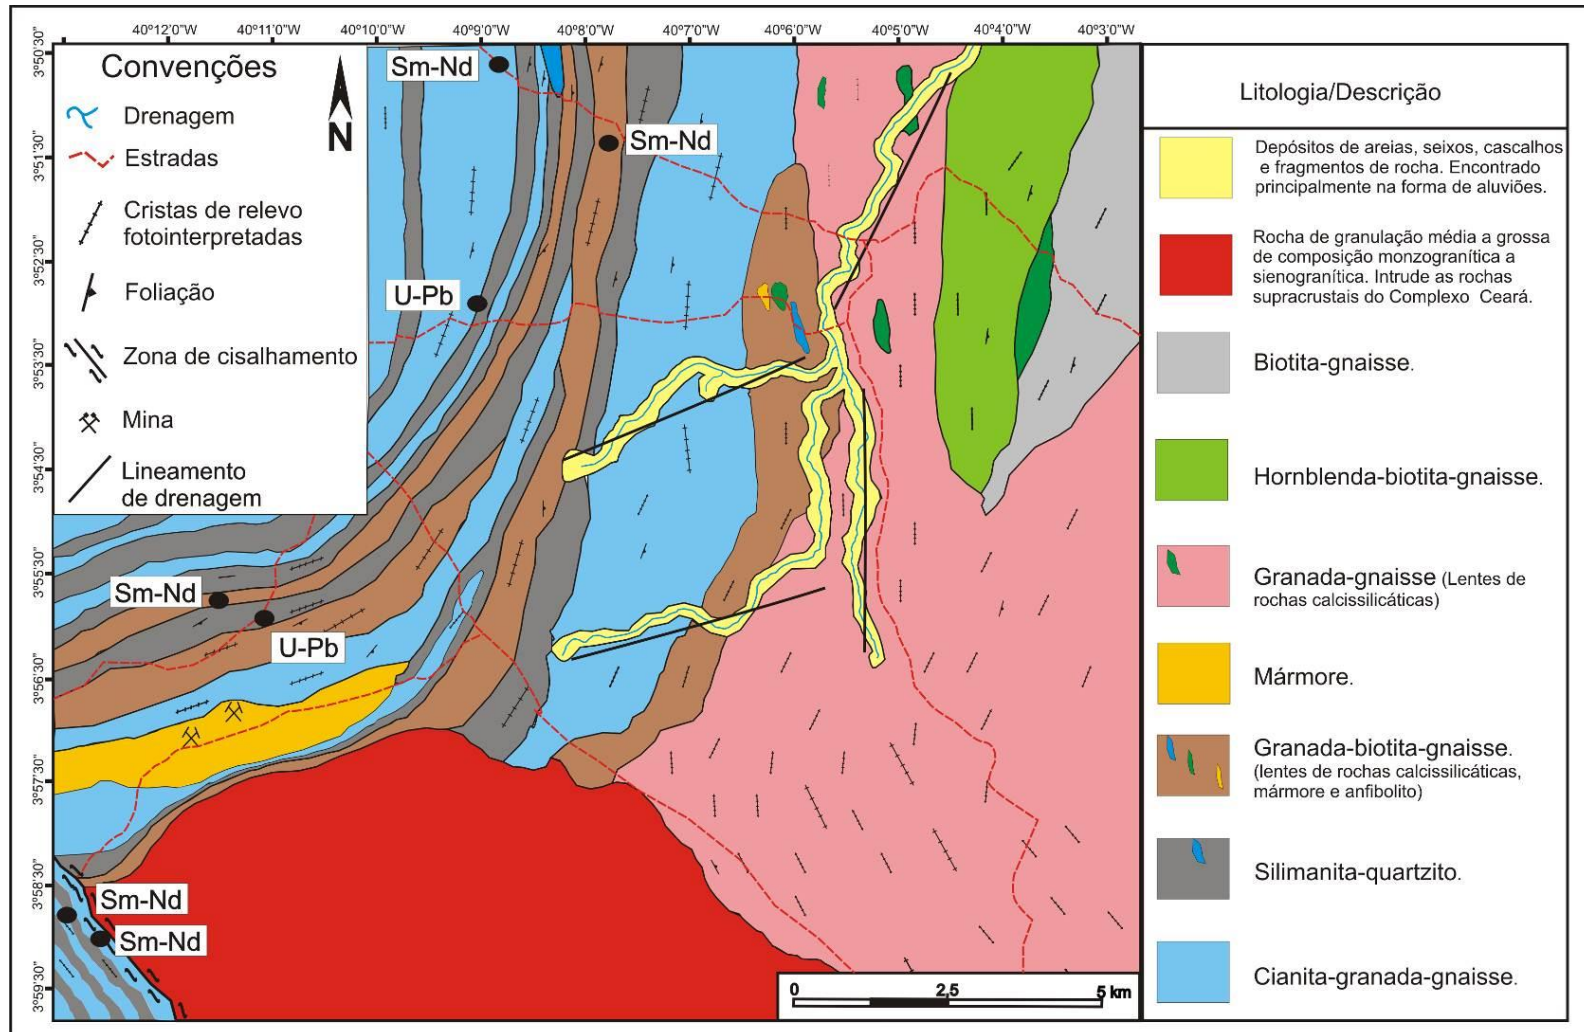 40°12'0"W 40°11'0"W 40°10'0"W 40°9'0"W 40°8'0"W 40°7'0"W 40°6'0"W 40°5'0"W 40°4'0"W 40°3'0"W
3°50'30"
3°51'30"
3°52'30"
3°53'30"
3°54'30"
3°55'30"
3°56'30"
3°57'30"
3°58'30"
3°59'30"
Convenções
Drenagem
Estradas
Cristas de relevo
fotointerpretadas
Foliação
Zona de cisalhamento
Mina
Lineamento
de drenagem
N
Sm-Nd
Sm-Nd
U-Pb
Sm-Nd
U-Pb
Sm-Nd
Sm-Nd
0 2,5 5 km
Litologia/Descrição
Depósitos de areias, seixos, cascalhos
e fragmentos de rocha. Encontrado
principalmente na forma de aluviões.
Rocha de granulação média a grossa
de composição monzogranítica a
sienogranítica. Intrude as rochas
supracrustais do Complexo Ceará.
Biotita-gnaisse.
Hornblenda-biotita-gnaisse.
Granada-gnaisse (Lentes de
rochas calcissilicáticas)
Mármore.
Granada-biotita-gnaisse.
(lentes de rochas calcissilicáticas,
mármore e anfibolito)
Silimanita-quartzito.
Cianita-granada-gnaisse.